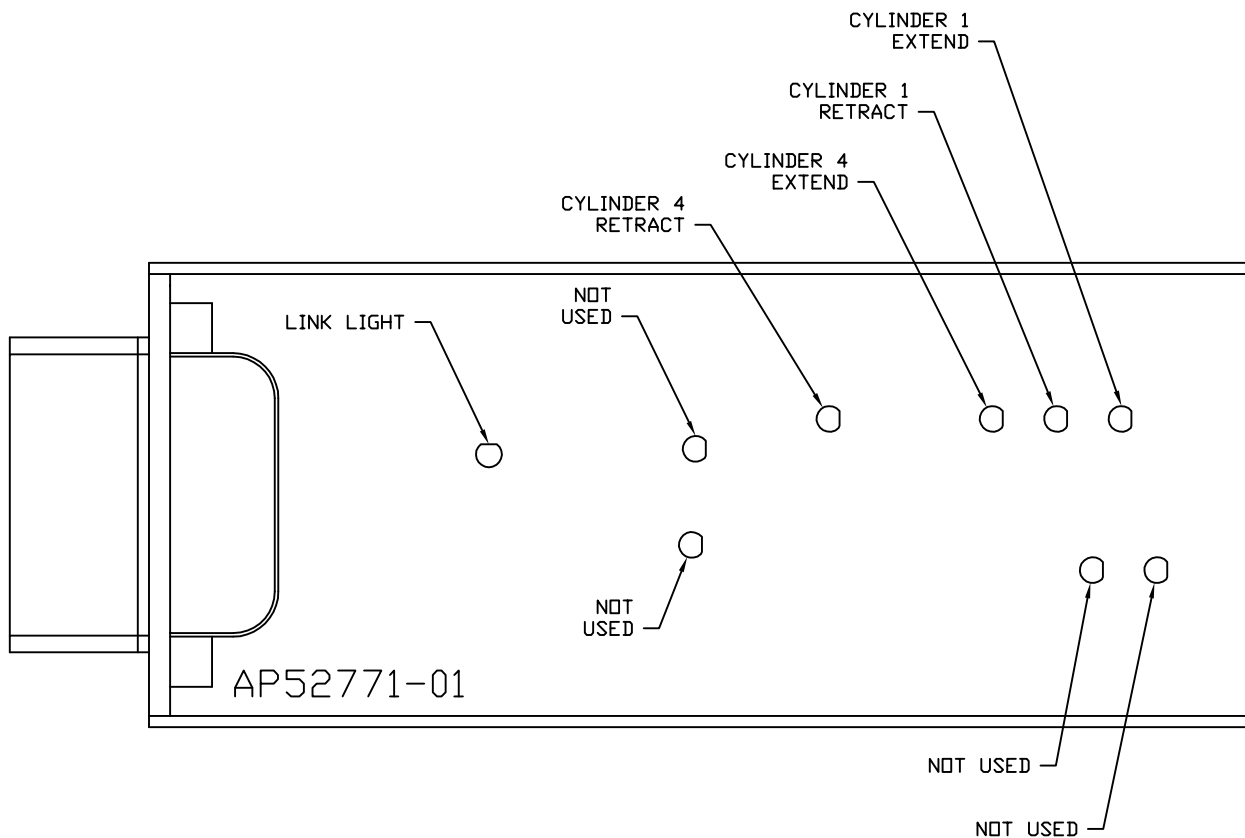 CYLINDER 1
EXTEND
CYLINDER 1
RETRACT
CYLINDER 4
EXTEND
CYLINDER 4
RETRACT
NOT
USED
LINK LIGHT
NOT
USED
AP52771-01
NOT USED
NOT USED